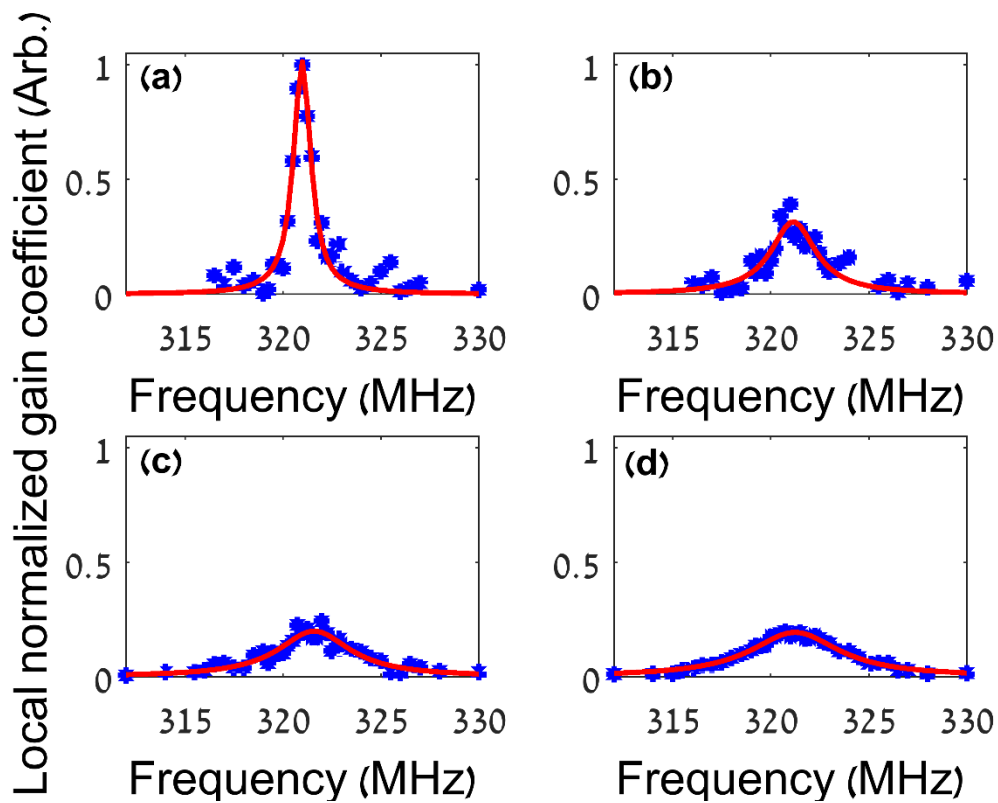 Local normalized gain coefficient (Arb.)
(a)
1
0.5
0
315 320 325 330
Frequency (MHz)
(b)
1
0.5
0
315 320 325 330
Frequency (MHz)
(c)
1
0.5
0
315 320 325 330
Frequency (MHz)
(d)
1
0.5
0
315 320 325 330
Frequency (MHz)